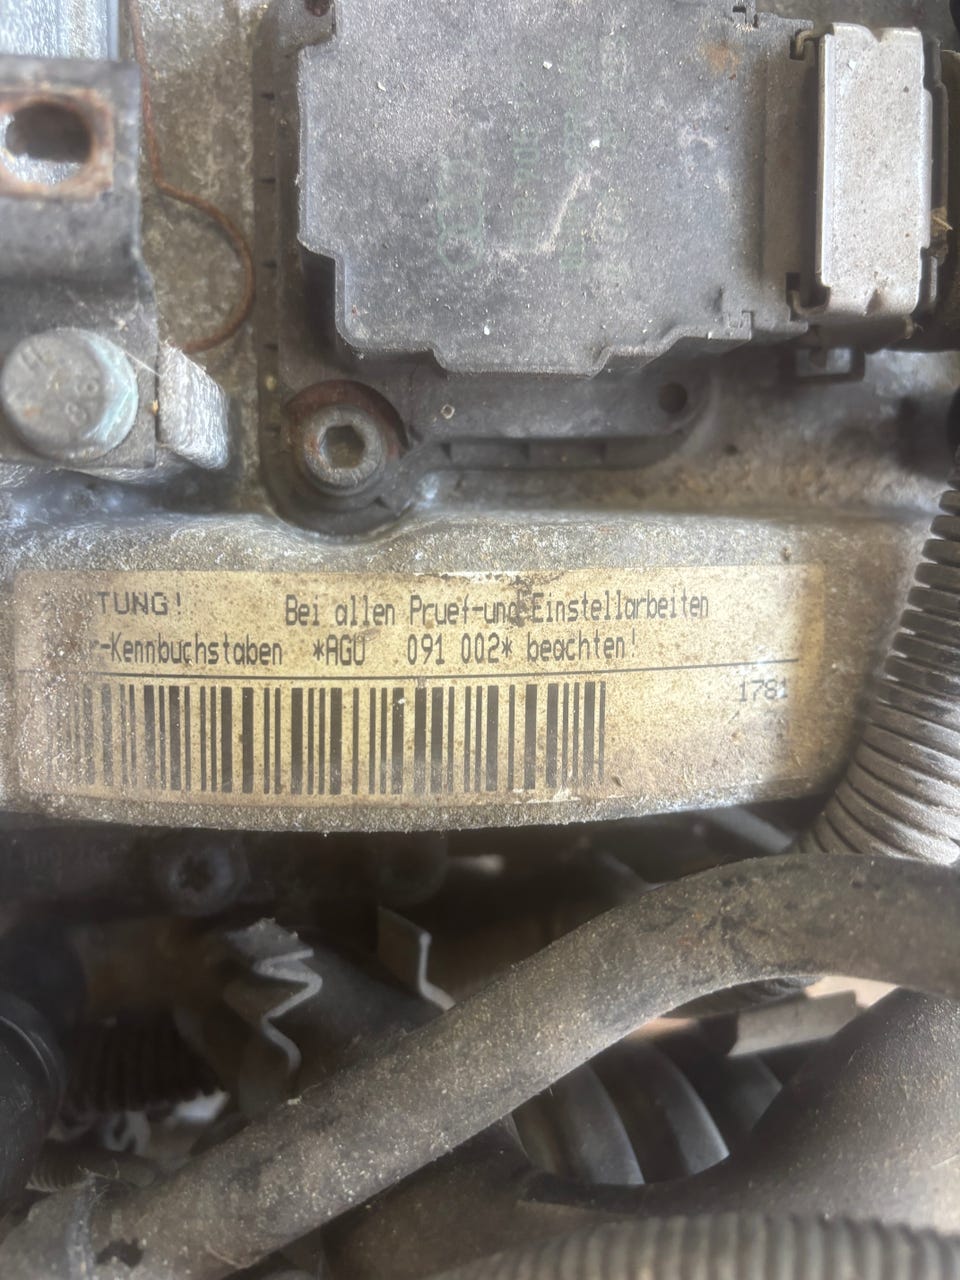 TUNG! Bei allen Pruef-und Einstellarbeiten
r-Kennbuchstaben *AGU 091 002* beachten!
1781